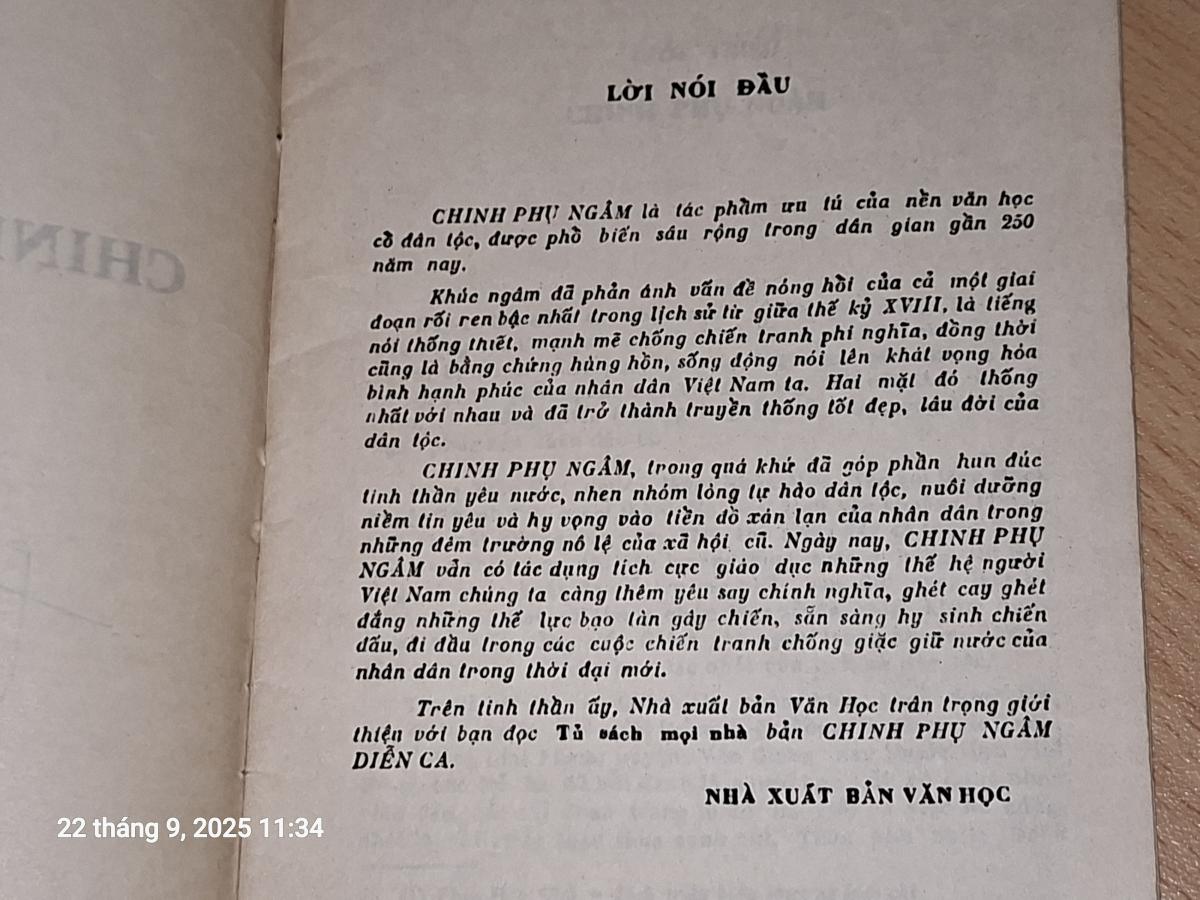 LỜI NÓI ĐẦU
CHINH PHỤ NGÂM là tác phẩm ưu tú của nền văn học
cổ dân tộc, được phổ biến sâu rộng trong dân gian gần 250
năm nay.
Khúc ngâm đã phản ánh vấn đề nóng hổi của cả một giai
đoạn rối ren bậc nhất trong lịch sử từ giữa thế kỷ XVIII, là tiếng
nói thống thiết, mạnh mẽ chống chiến tranh phi nghĩa, đồng thời
cũng là bằng chứng hùng hồn, sống động nói lên khát vọng hòa
bình hạnh phúc của nhân dân Việt Nam ta. Hai mặt đó thống
nhất với nhau và đã trở thành truyền thống tốt đẹp, lâu đời của
dân tộc.
CHINH PHỤ NGÂM, trong quá khứ đã góp phần hun đúc
tinh thần yêu nước, nhen nhóm lòng tự hào dân tộc, nuôi dưỡng
niềm tin yêu và hy vọng vào tiền đồ xán lạn của nhân dân trong
những đêm trường nô lệ của xã hội cũ. Ngày nay, CHINH PHỤ
NGÂM vẫn có tác dụng tích cực giáo dục những thế hệ người
Việt Nam chúng ta càng thêm yêu say chính nghĩa, ghét cay ghét
đắng những thế lực bạo tàn gây chiến, sẵn sàng hy sinh chiến
đấu, đi đầu trong các cuộc chiến tranh chống giặc giữ nước của
nhân dân trong thời đại mới.
Trên tinh thần ấy, Nhà xuất bản Văn Học trân trọng giới
thiệu với bạn đọc Tủ sách mọi nhà bản CHINH PHỤ NGÂM
DIỄN CA.
NHÀ XUẤT BẢN VĂN HỌC
22 tháng 9, 2025 11:34